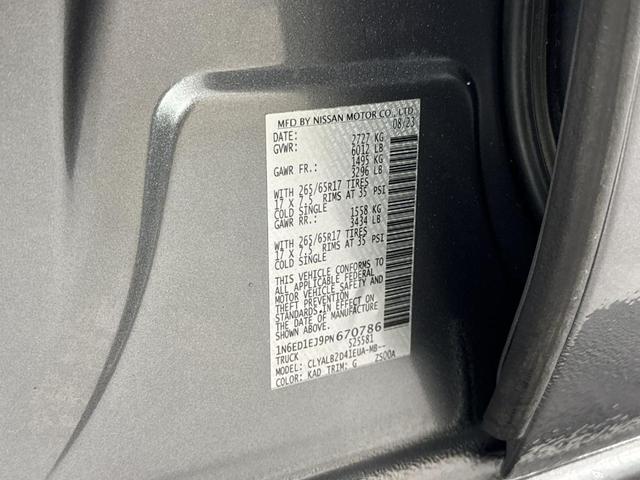 MFD BY NISSAN MOTOR CO., LTD.
DATE: 08/23
GVWR: 2727 KG
6012 LB
GAWR FR.: 1495 KG
3296 LB
WITH 265/65R17 TIRES
17 X 7.5 RIMS AT 35 PSI
COLD SINGLE
GAWR RR.: 1558 KG
3434 LB
WITH 265/65R17 TIRES
17 X 7.5 RIMS AT 35 PSI
COLD SINGLE
THIS VEHICLE CONFORMS TO
ALL APPLICABLE FEDERAL
MOTOR VEHICLE SAFETY AND
THEFT PREVENTION
STANDARDS IN EFFECT ON
THE DATE OF MANUFACTURE
SHOWN ABOVE.
1N6ED1EJ9PN670786
TRUCK 525581
MODEL: CLYALB2D41EUA-MB--
COLOR: KAD TRIM: G 2500A